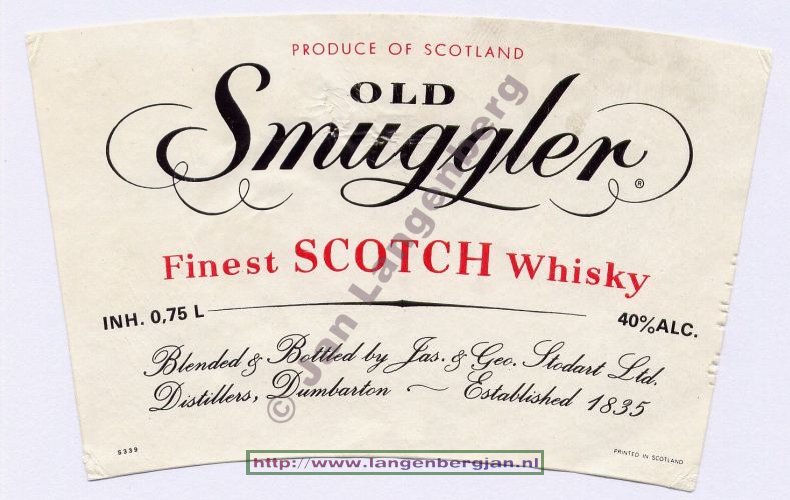 PRODUCE OF SCOTLAND
OLD
Smuggler ®
Finest SCOTCH Whisky
INH. 0,75 L
40% ALC.
Blended & Bottled by Jas. & Geo. Stodart Ltd.
Distillers, Dumbarton ~ Established 1835
5339
PRINTED IN SCOTLAND
© Jan Langenberg
http://www.langenbergjan.nl